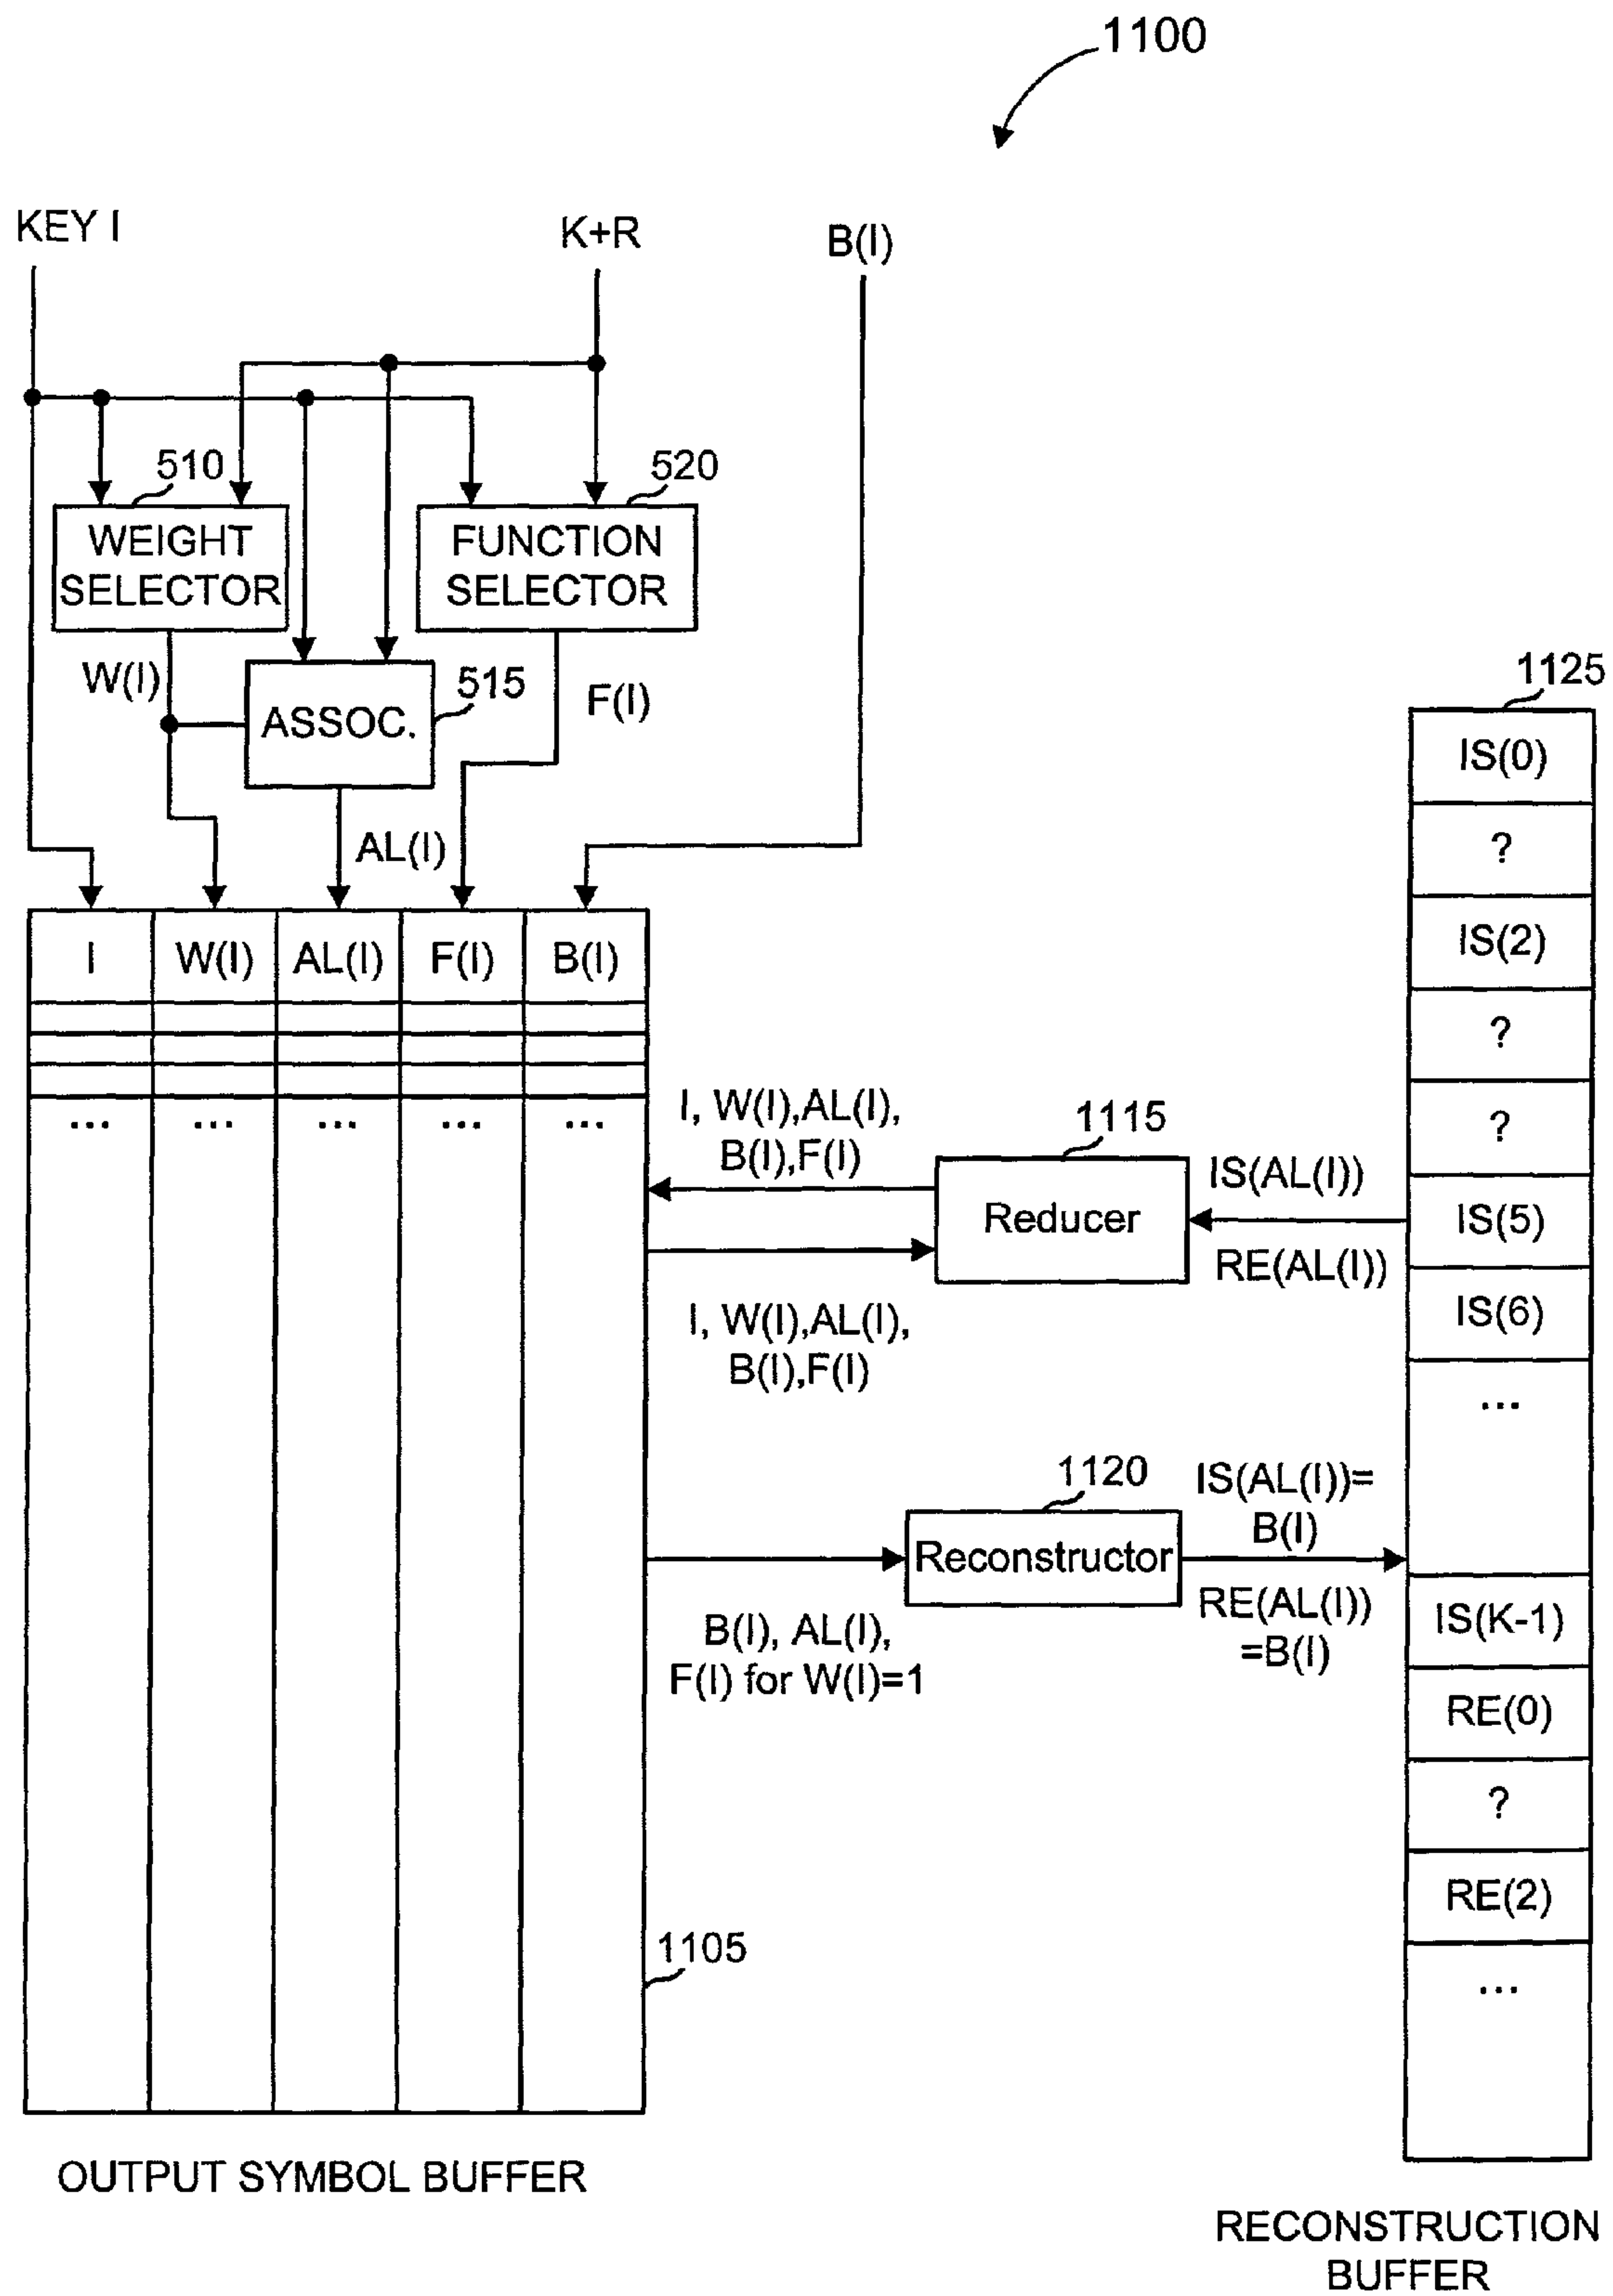 1100
KEY I
K+R
B(I)
510
520
WEIGHT
SELECTOR
FUNCTION
SELECTOR
W(I)
515
F(I)
ASSOC.
AL(I)
I
W(I)
AL(I)
F(I)
B(I)
...
...
...
...
...
I, W(I),AL(I),
B(I),F(I)
1115
Reducer
IS(AL(I))
RE(AL(I))
I, W(I),AL(I),
B(I),F(I)
1120
Reconstructor
IS(AL(I))=
B(I)
RE(AL(I))
=B(I)
B(I), AL(I),
F(I) for W(I)=1
1105
OUTPUT SYMBOL BUFFER
1125
IS(0)
?
IS(2)
?
?
IS(5)
IS(6)
...
IS(K-1)
RE(0)
?
RE(2)
...
RECONSTRUCTION
BUFFER